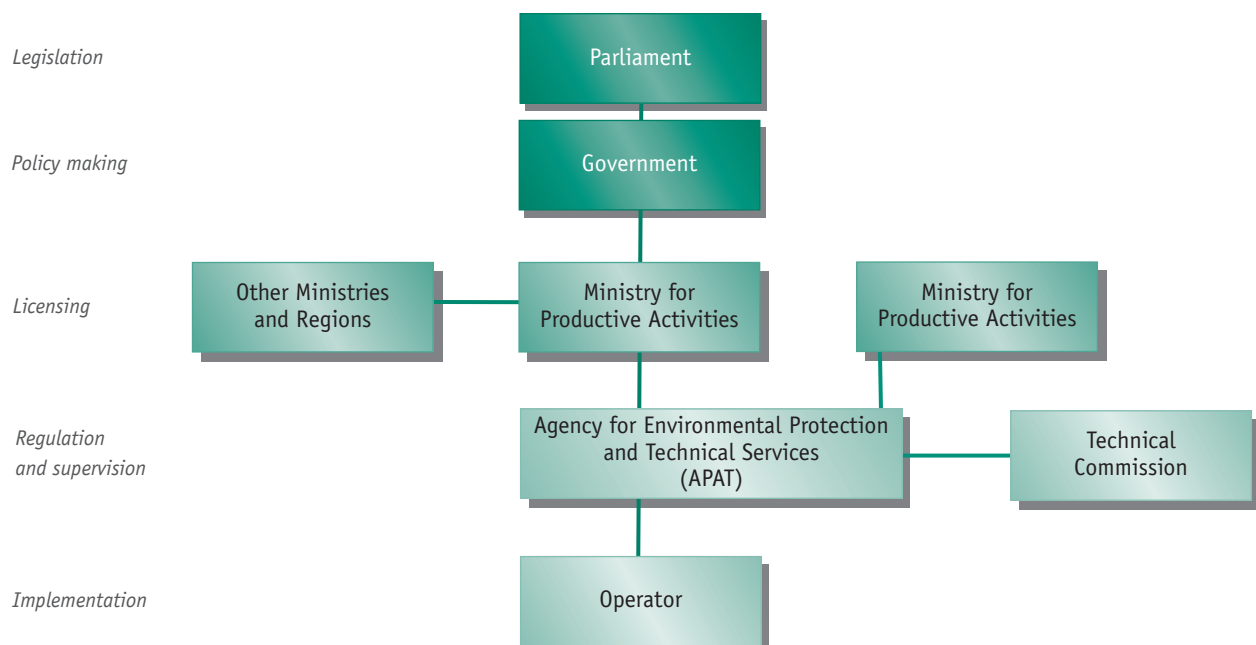 Legislation
Parliament
Policy making
Government
Licensing
Other Ministries
and Regions
Ministry for
Productive Activities
Ministry for
Productive Activities
Regulation
and supervision
Agency for Environmental Protection
and Technical Services
(APAT)
Technical
Commission
Implementation
Operator